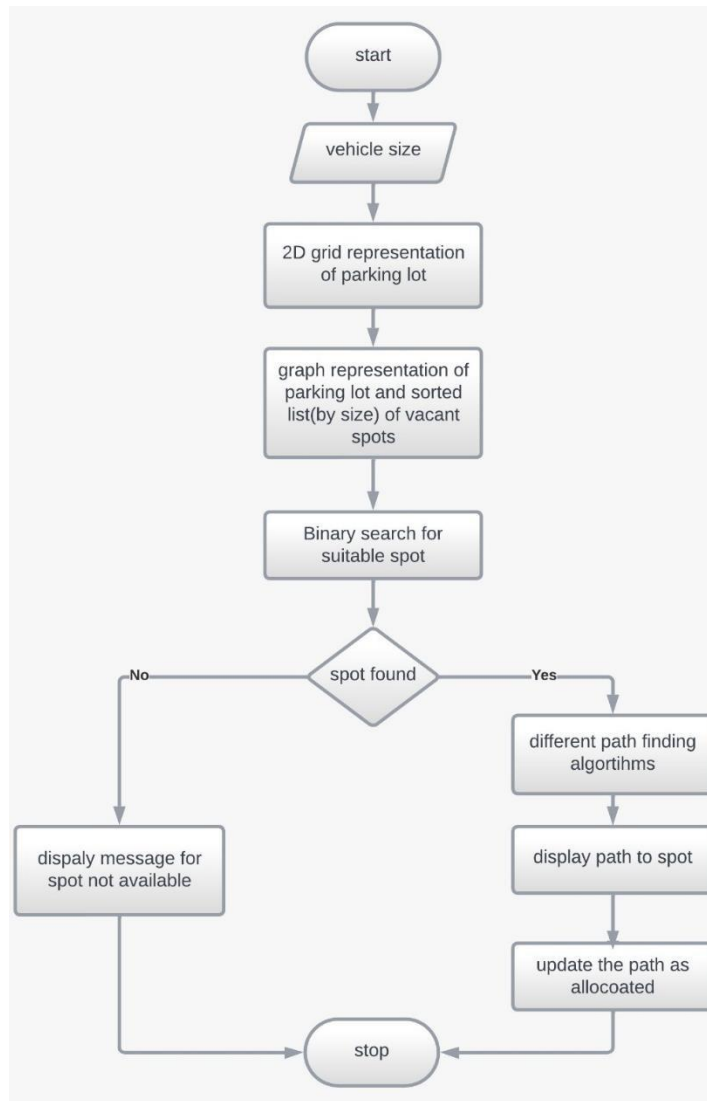 start
vehicle size
2D grid representation
of parking lot
graph representation of
parking lot and sorted
list(by size) of vacant
spots
Binary search for
suitable spot
spot found
No
Yes
different path finding
algortihms
dispaly message for
spot not available
display path to spot
update the path as
allocoated
stop